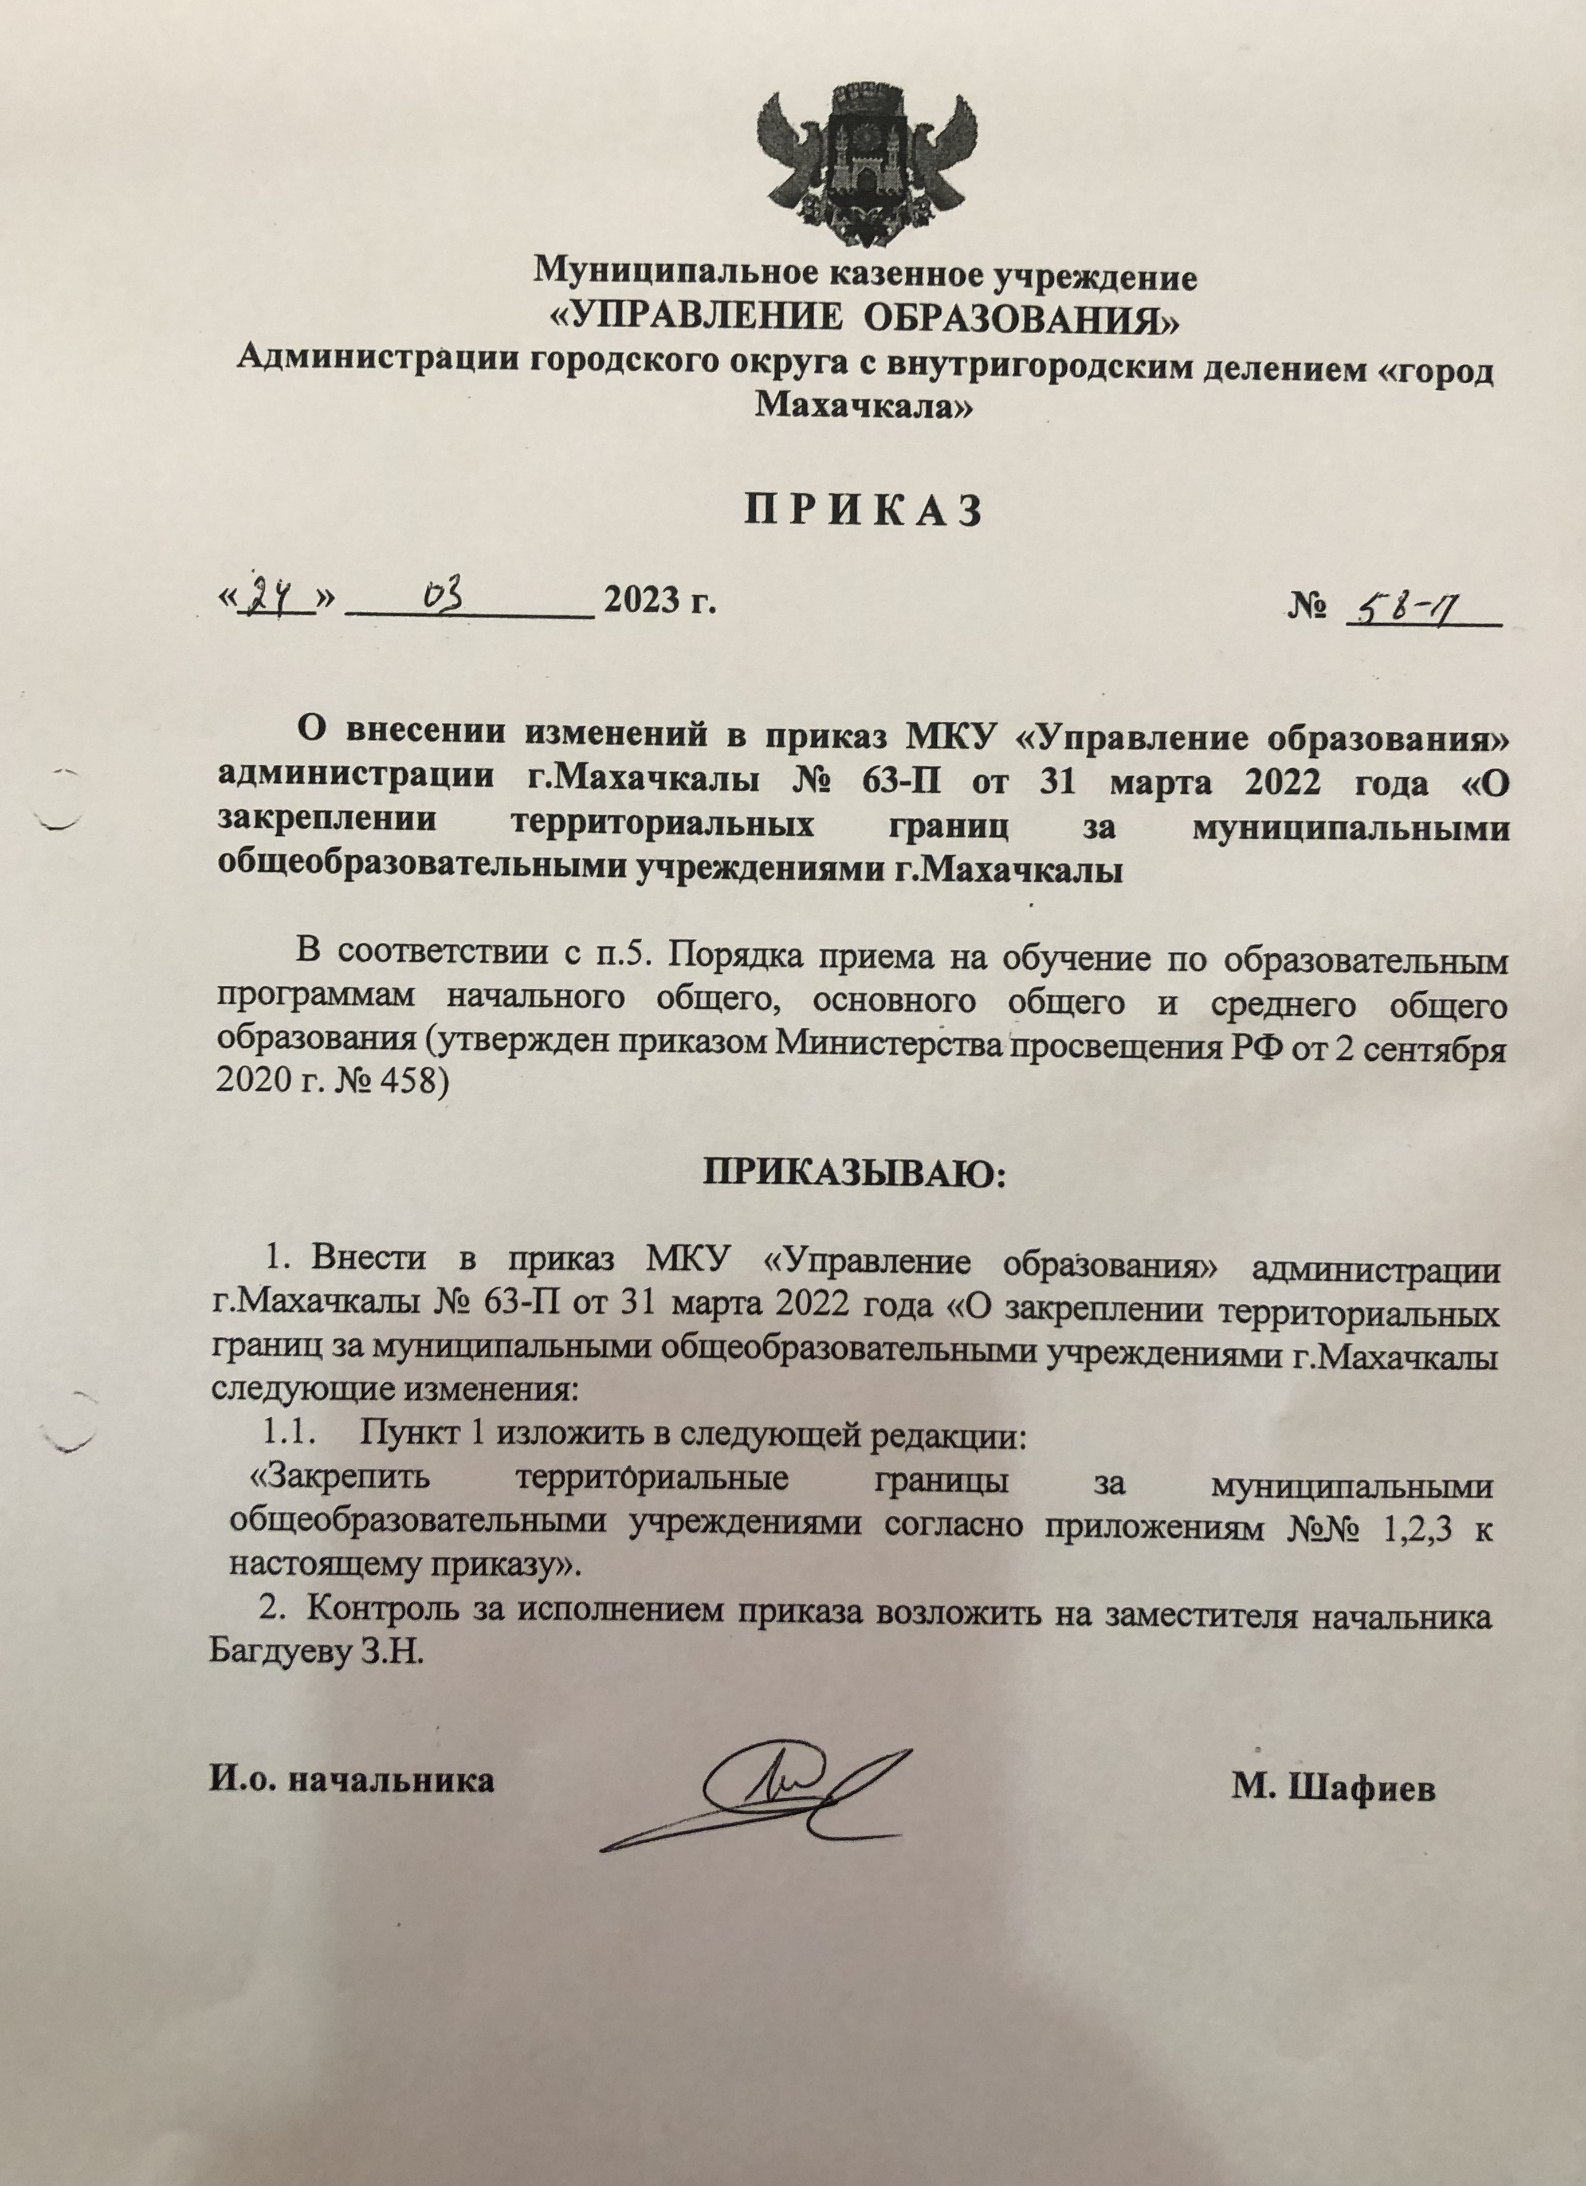 Муниципальное казенное учреждение
«УПРАВЛЕНИЕ ОБРАЗОВАНИЯ»
Администрации городского округа с внутригородским делением «город
Махачкала»
П Р И К А З
«24» 03 2023 г. № 58-П
О внесении изменений в приказ МКУ «Управление образования»
администрации г.Махачкалы № 63-П от 31 марта 2022 года «О
закреплении территориальных границ за муниципальными
общеобразовательными учреждениями г.Махачкалы
В соответствии с п.5. Порядка приема на обучение по образовательным
программам начального общего, основного общего и среднего общего
образования (утвержден приказом Министерства просвещения РФ от 2 сентября
2020 г. № 458)
ПРИКАЗЫВАЮ:
1. Внести в приказ МКУ «Управление образования» администрации
г.Махачкалы № 63-П от 31 марта 2022 года «О закреплении территориальных
границ за муниципальными общеобразовательными учреждениями г.Махачкалы
следующие изменения:
1.1. Пункт 1 изложить в следующей редакции:
«Закрепить территориальные границы за муниципальными
общеобразовательными учреждениями согласно приложениям №№ 1,2,3 к
настоящему приказу».
2. Контроль за исполнением приказа возложить на заместителя начальника
Багдуеву З.Н.
И.о. начальника М. Шафиев